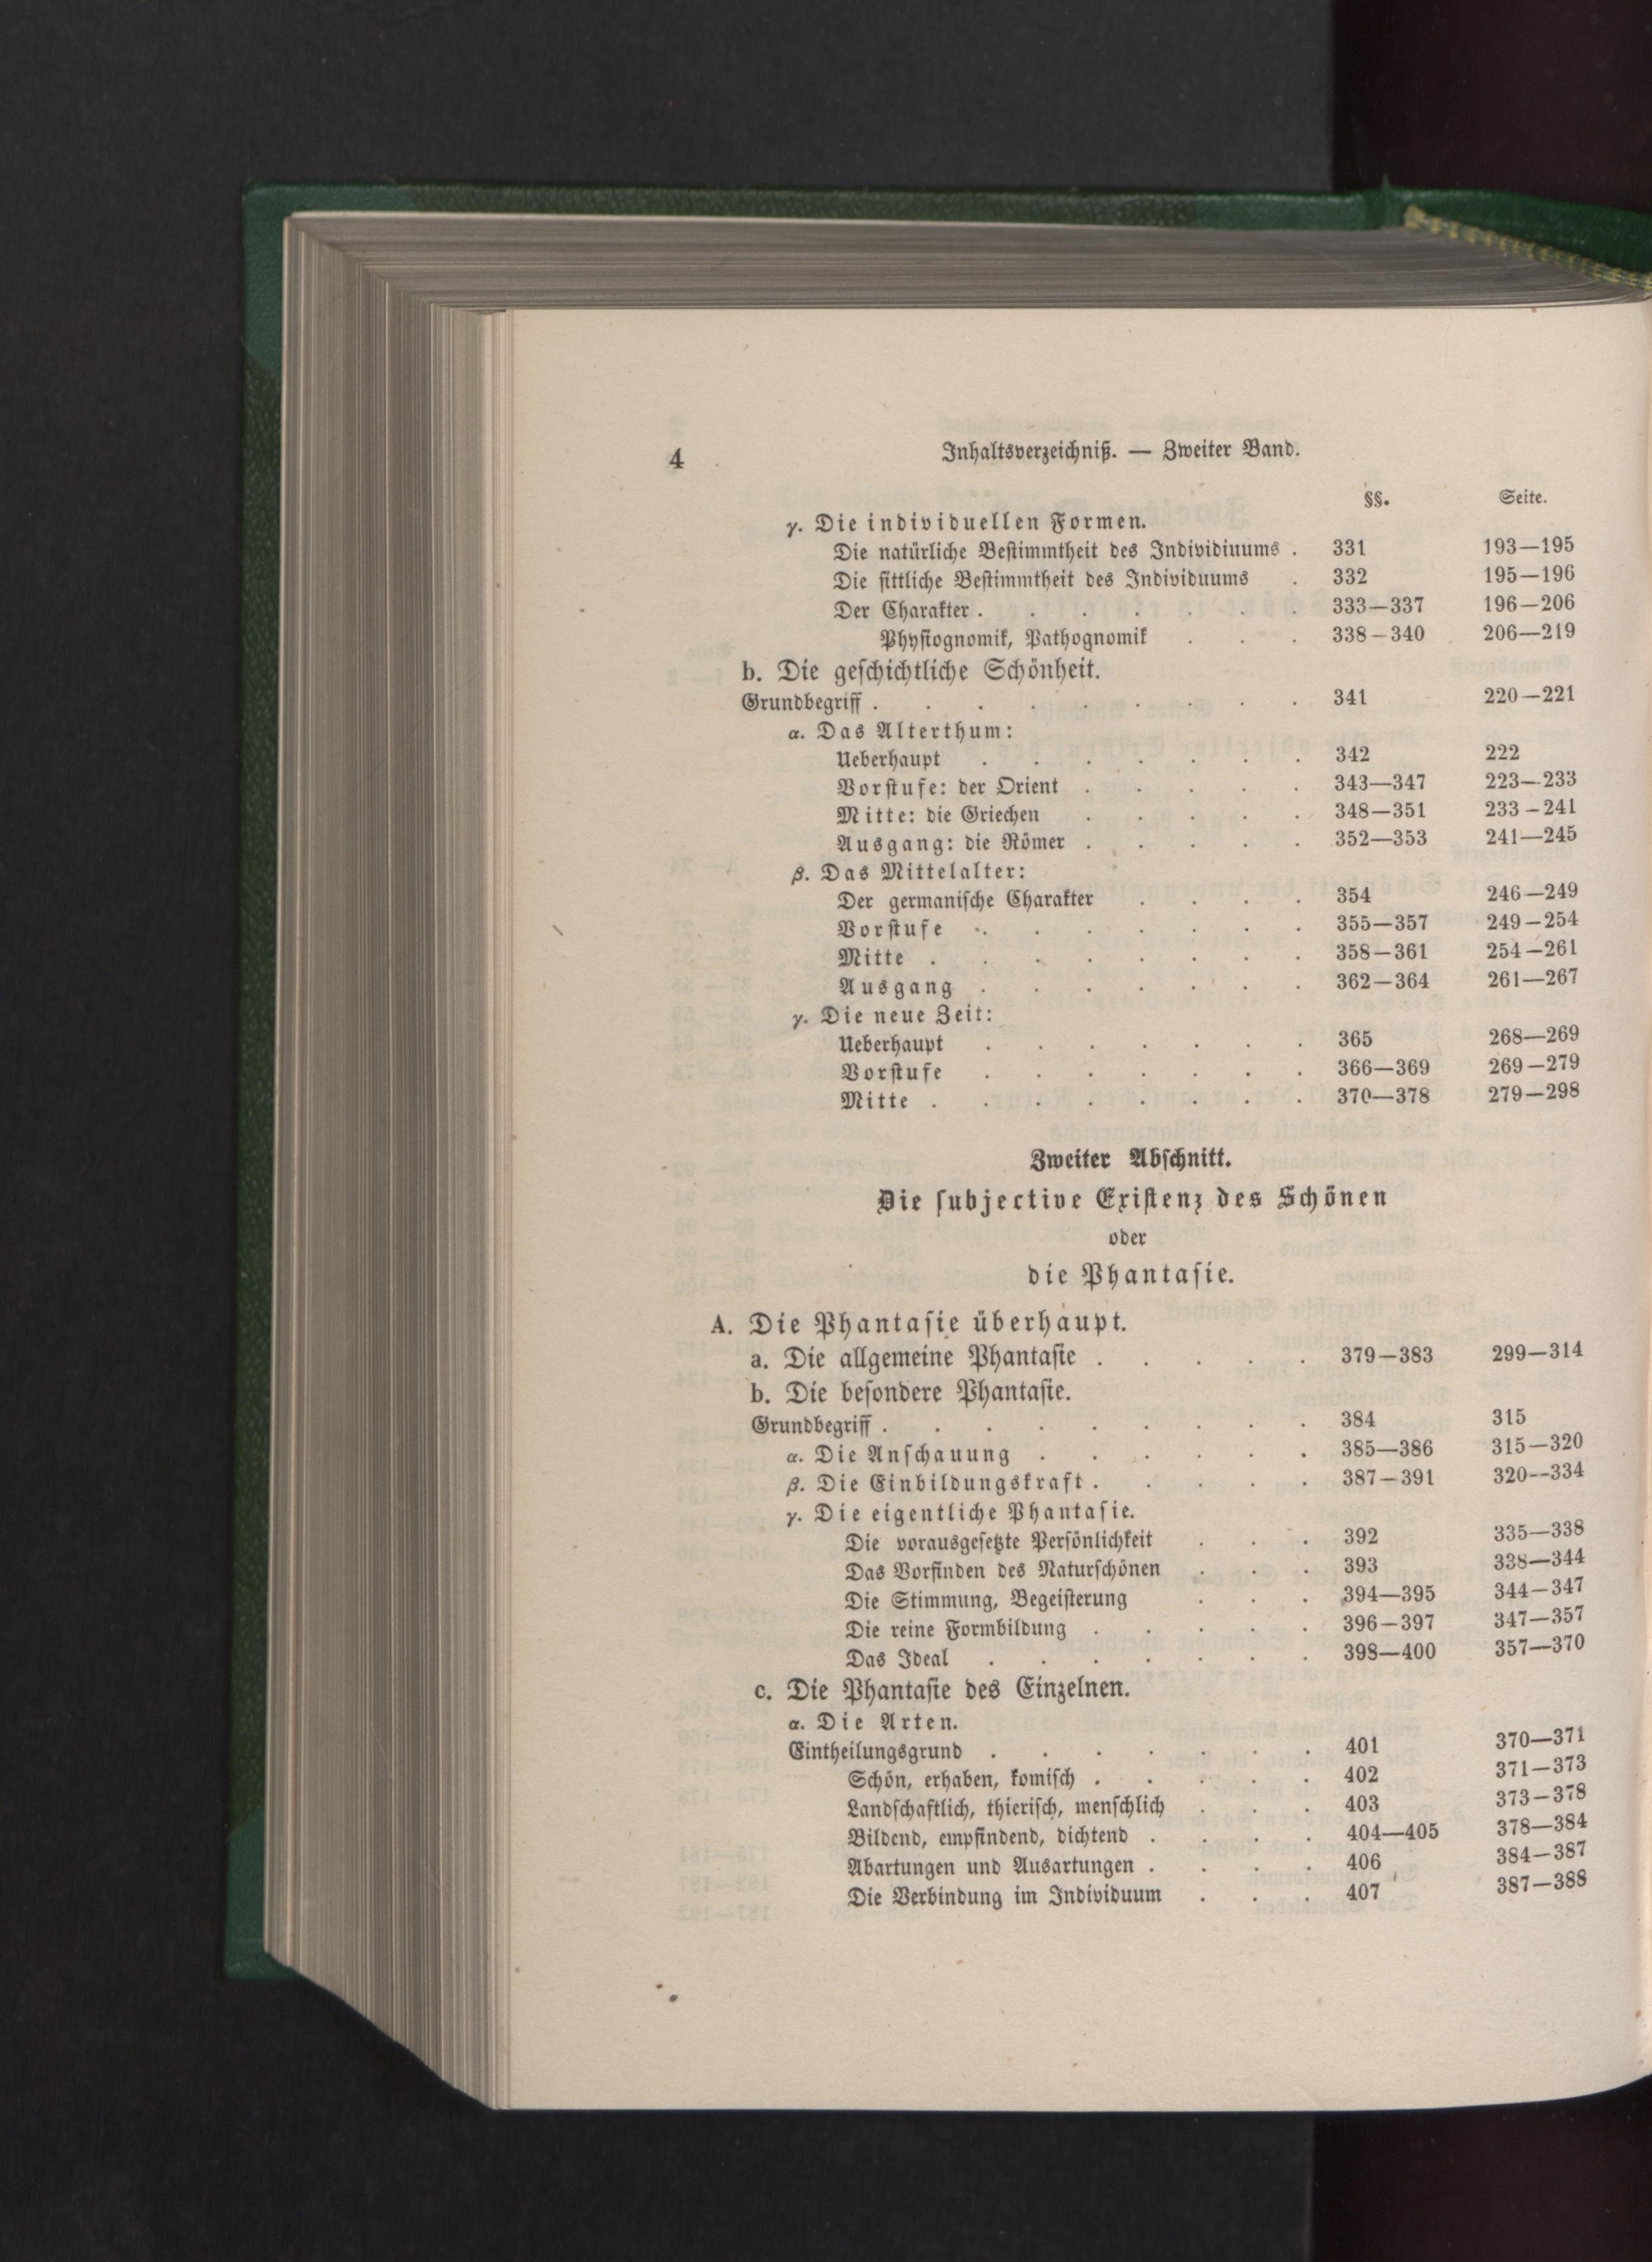 4 Inhaltsverzeichniß. — Zweiter Band.
§§. Seite.
γ. Die individuellen Formen.
Die natürliche Bestimmtheit des Individiuums . 331 193—195
Die sittliche Bestimmtheit des Individuums . 332 195—196
Der Charakter . . . . . . . 333—337 196—206
Physiognomik, Pathognomik . . . 338—340 206—219
b. Die geschichtliche Schönheit.
Grundbegriff . . . . . . . . . 341 220—221
α. Das Alterthum:
Ueberhaupt . . . . . . . 342 222
Vorstufe: der Orient . . . . . 343—347 223—233
Mitte: die Griechen . . . . . 348—351 233—241
Ausgang: die Römer . . . . . 352—353 241—245
β. Das Mittelalter:
Der germanische Charakter . . . . 354 246—249
Vorstufe . . . . . . . 355—357 249—254
Mitte . . . . . . . . 358—361 254—261
Ausgang . . . . . . . 362—364 261—267
γ. Die neue Zeit:
Ueberhaupt . . . . . . . 365 268—269
Vorstufe . . . . . . . 366—369 269—279
Mitte . . . . . . . . 370—378 279—298
Zweiter Abschnitt.
Die subjective Existenz des Schönen
oder
die Phantasie.
A. Die Phantasie überhaupt.
a. Die allgemeine Phantasie . . . . . 379—383 299—314
b. Die besondere Phantasie.
Grundbegriff . . . . . . . . . 384 315
α. Die Anschauung . . . . . . 385—386 315—320
β. Die Einbildungskraft . . . . . 387—391 320—334
γ. Die eigentliche Phantasie.
Die vorausgesetzte Persönlichkeit . . . 392 335—338
Das Vorfinden des Naturschönen . . . 393 338—344
Die Stimmung, Begeisterung . . . 394—395 344—347
Die reine Formbildung . . . . . 396—397 347—357
Das Ideal . . . . . . . 398—400 357—370
c. Die Phantasie des Einzelnen.
α. Die Arten.
Eintheilungsgrund . . . . . . . 401 370—371
Schön, erhaben, komisch . . . . . 402 371—373
Landschaftlich, thierisch, menschlich . . . 403 373—378
Bildend, empfindend, dichtend . . . . 404—405 378—384
Abartungen und Ausartungen . . . . 406 384—387
Die Verbindung im Individuum . . . 407 387—388